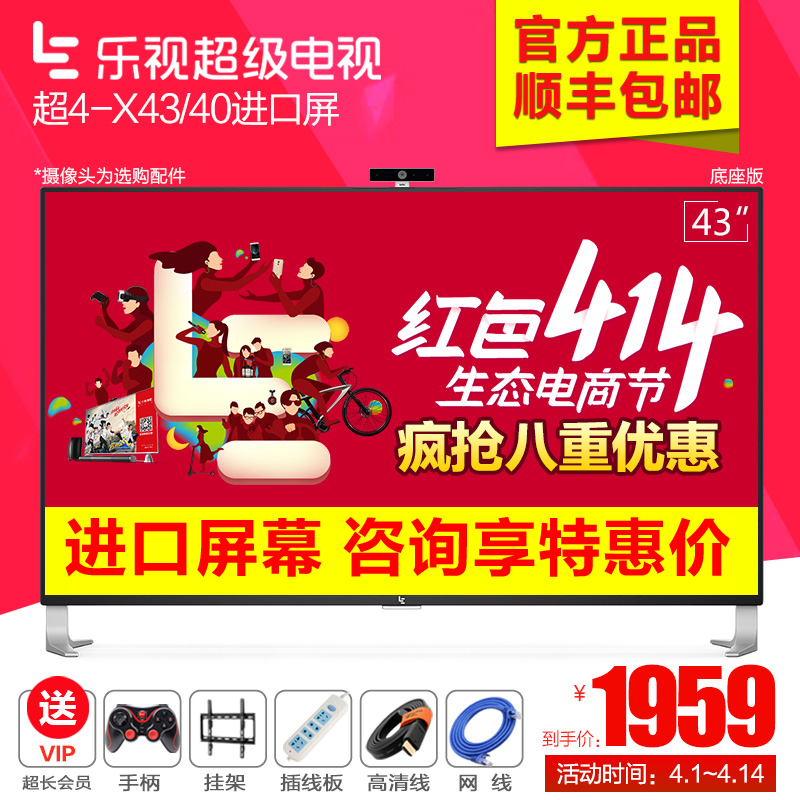 LE 乐视超级电视
超4-X43/40进口屏
官方正品
顺丰包邮
*摄像头为选购配件
底座版
43"
红色414
生态电商节
疯抢八重优惠
进口屏幕 咨询享特惠价
LE
送
VIP
超长会员
手柄
挂架
插线板
高清线
网 线
¥1959
到手价:
活动时间：4.1~4.14